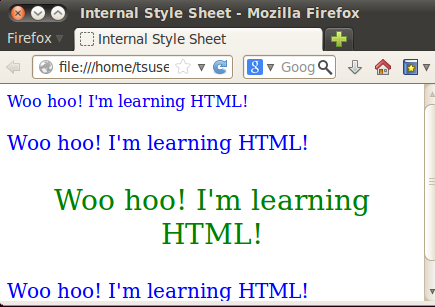 Internal Style Sheet - Mozilla Firefox
Firefox
Internal Style Sheet
file:///home/tsuse
Goog
Woo hoo! I'm learning HTML!
Woo hoo! I'm learning HTML!
Woo hoo! I'm learning
HTML!
Woo hoo! I'm learning HTML!